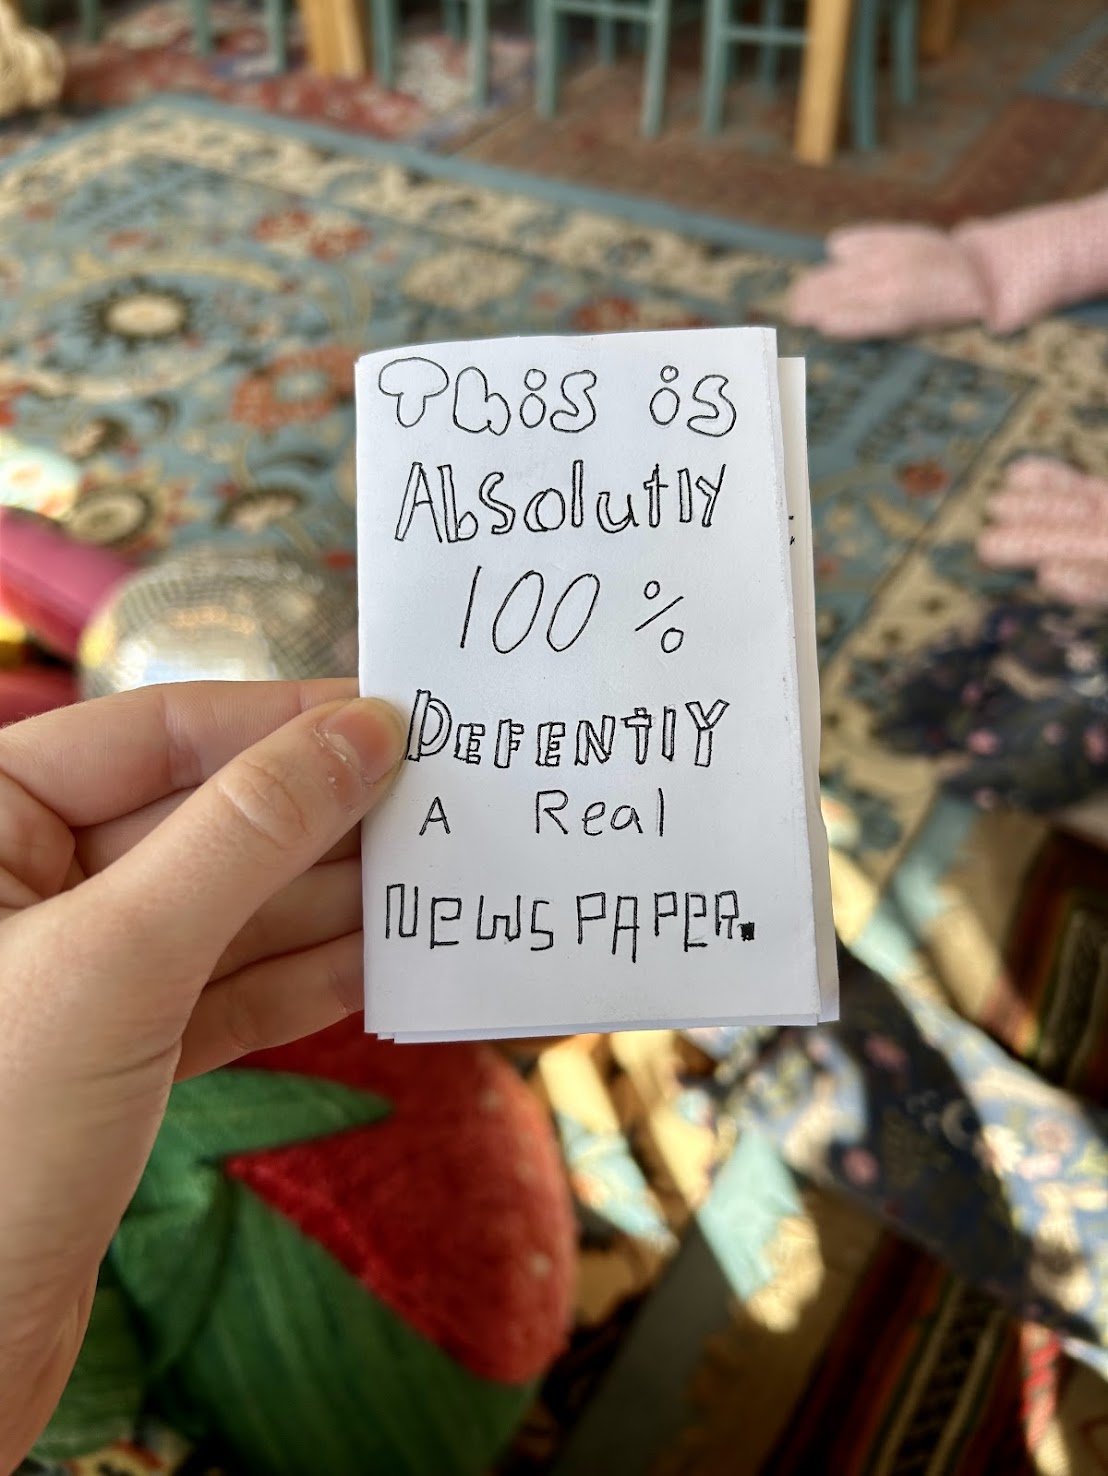 This is
Absolutly
100 %
DEFENTLY
A Real
NEWSPAPER.